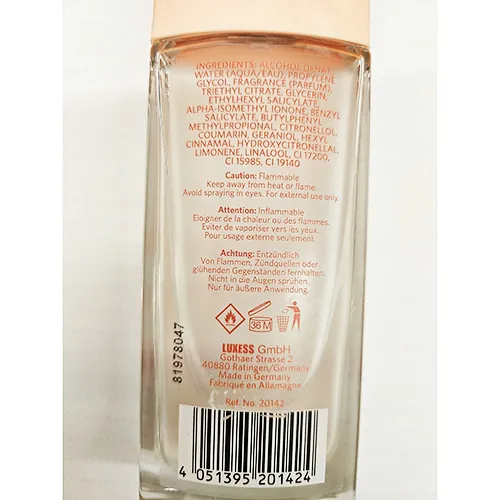 INGREDIENTS: ALCOHOL DENAT.,
WATER (AQUA/EAU), PROPYLENE
GLYCOL, FRAGRANCE (PARFUM),
TRIETHYL CITRATE, GLYCERIN,
ETHYLHEXYL SALICYLATE,
ALPHA-ISOMETHYL IONONE, BENZYL
SALICYLATE, BUTYLPHENYL
METHYLPROPIONAL, CITRONELLOL,
COUMARIN, GERANIOL, HEXYL
CINNAMAL, HYDROXYCITRONELLAL,
LIMONENE, LINALOOL, CI 17200,
CI 15985, CI 19140
Caution: Flammable
Keep away from heat or flame.
Avoid spraying in eyes. For external use only.
Attention: Inflammable
Eloigner de la chaleur ou des flammes.
Eviter de vaporiser vers les yeux.
Pour usage externe seulement.
Achtung: Entzündlich
Von Flammen, Zündquellen oder
glühenden Gegenständen fernhalten.
Nicht in die Augen sprühen.
Nur für äußere Anwendung.
36 M
LUXESS GmbH
Gothaer Strasse 2
40880 Ratingen/Germany
Made in Germany
Fabriqué en Allemagne
Ref. No. 20142
81978047
4 051395 201424